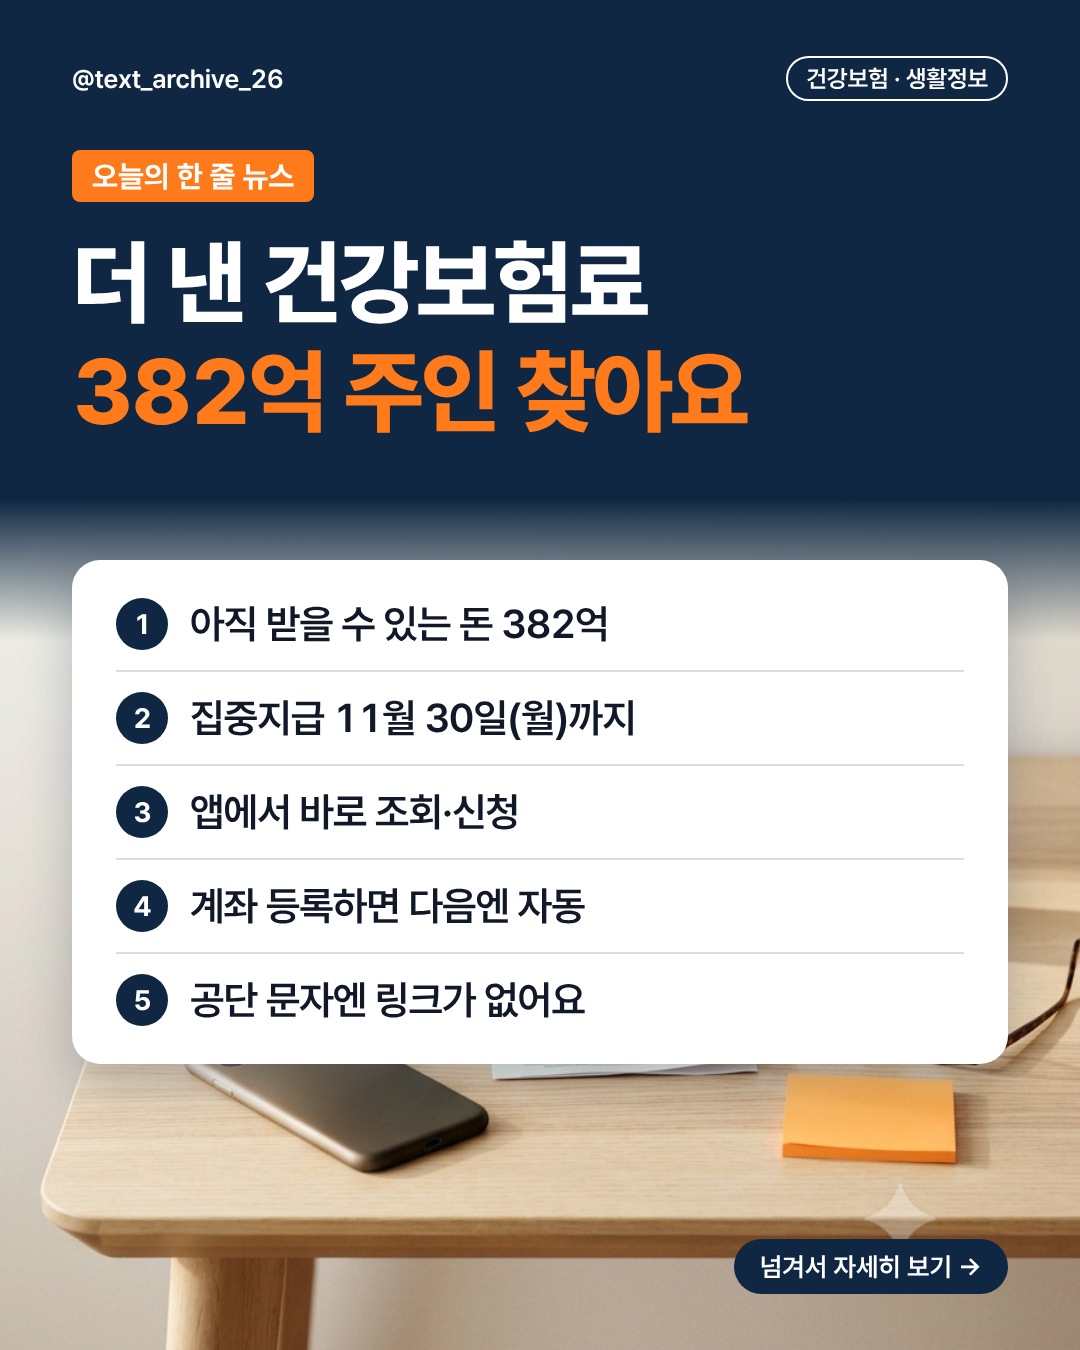 @text_archive_26
건강보험 · 생활정보
오늘의 한 줄 뉴스
더 낸 건강보험료
382억 주인 찾아요
1 아직 받을 수 있는 돈 382억
2 집중지급 11월 30일(월)까지
3 앱에서 바로 조회·신청
4 계좌 등록하면 다음엔 자동
5 공단 문자엔 링크가 없어요
넘겨서 자세히 보기 →